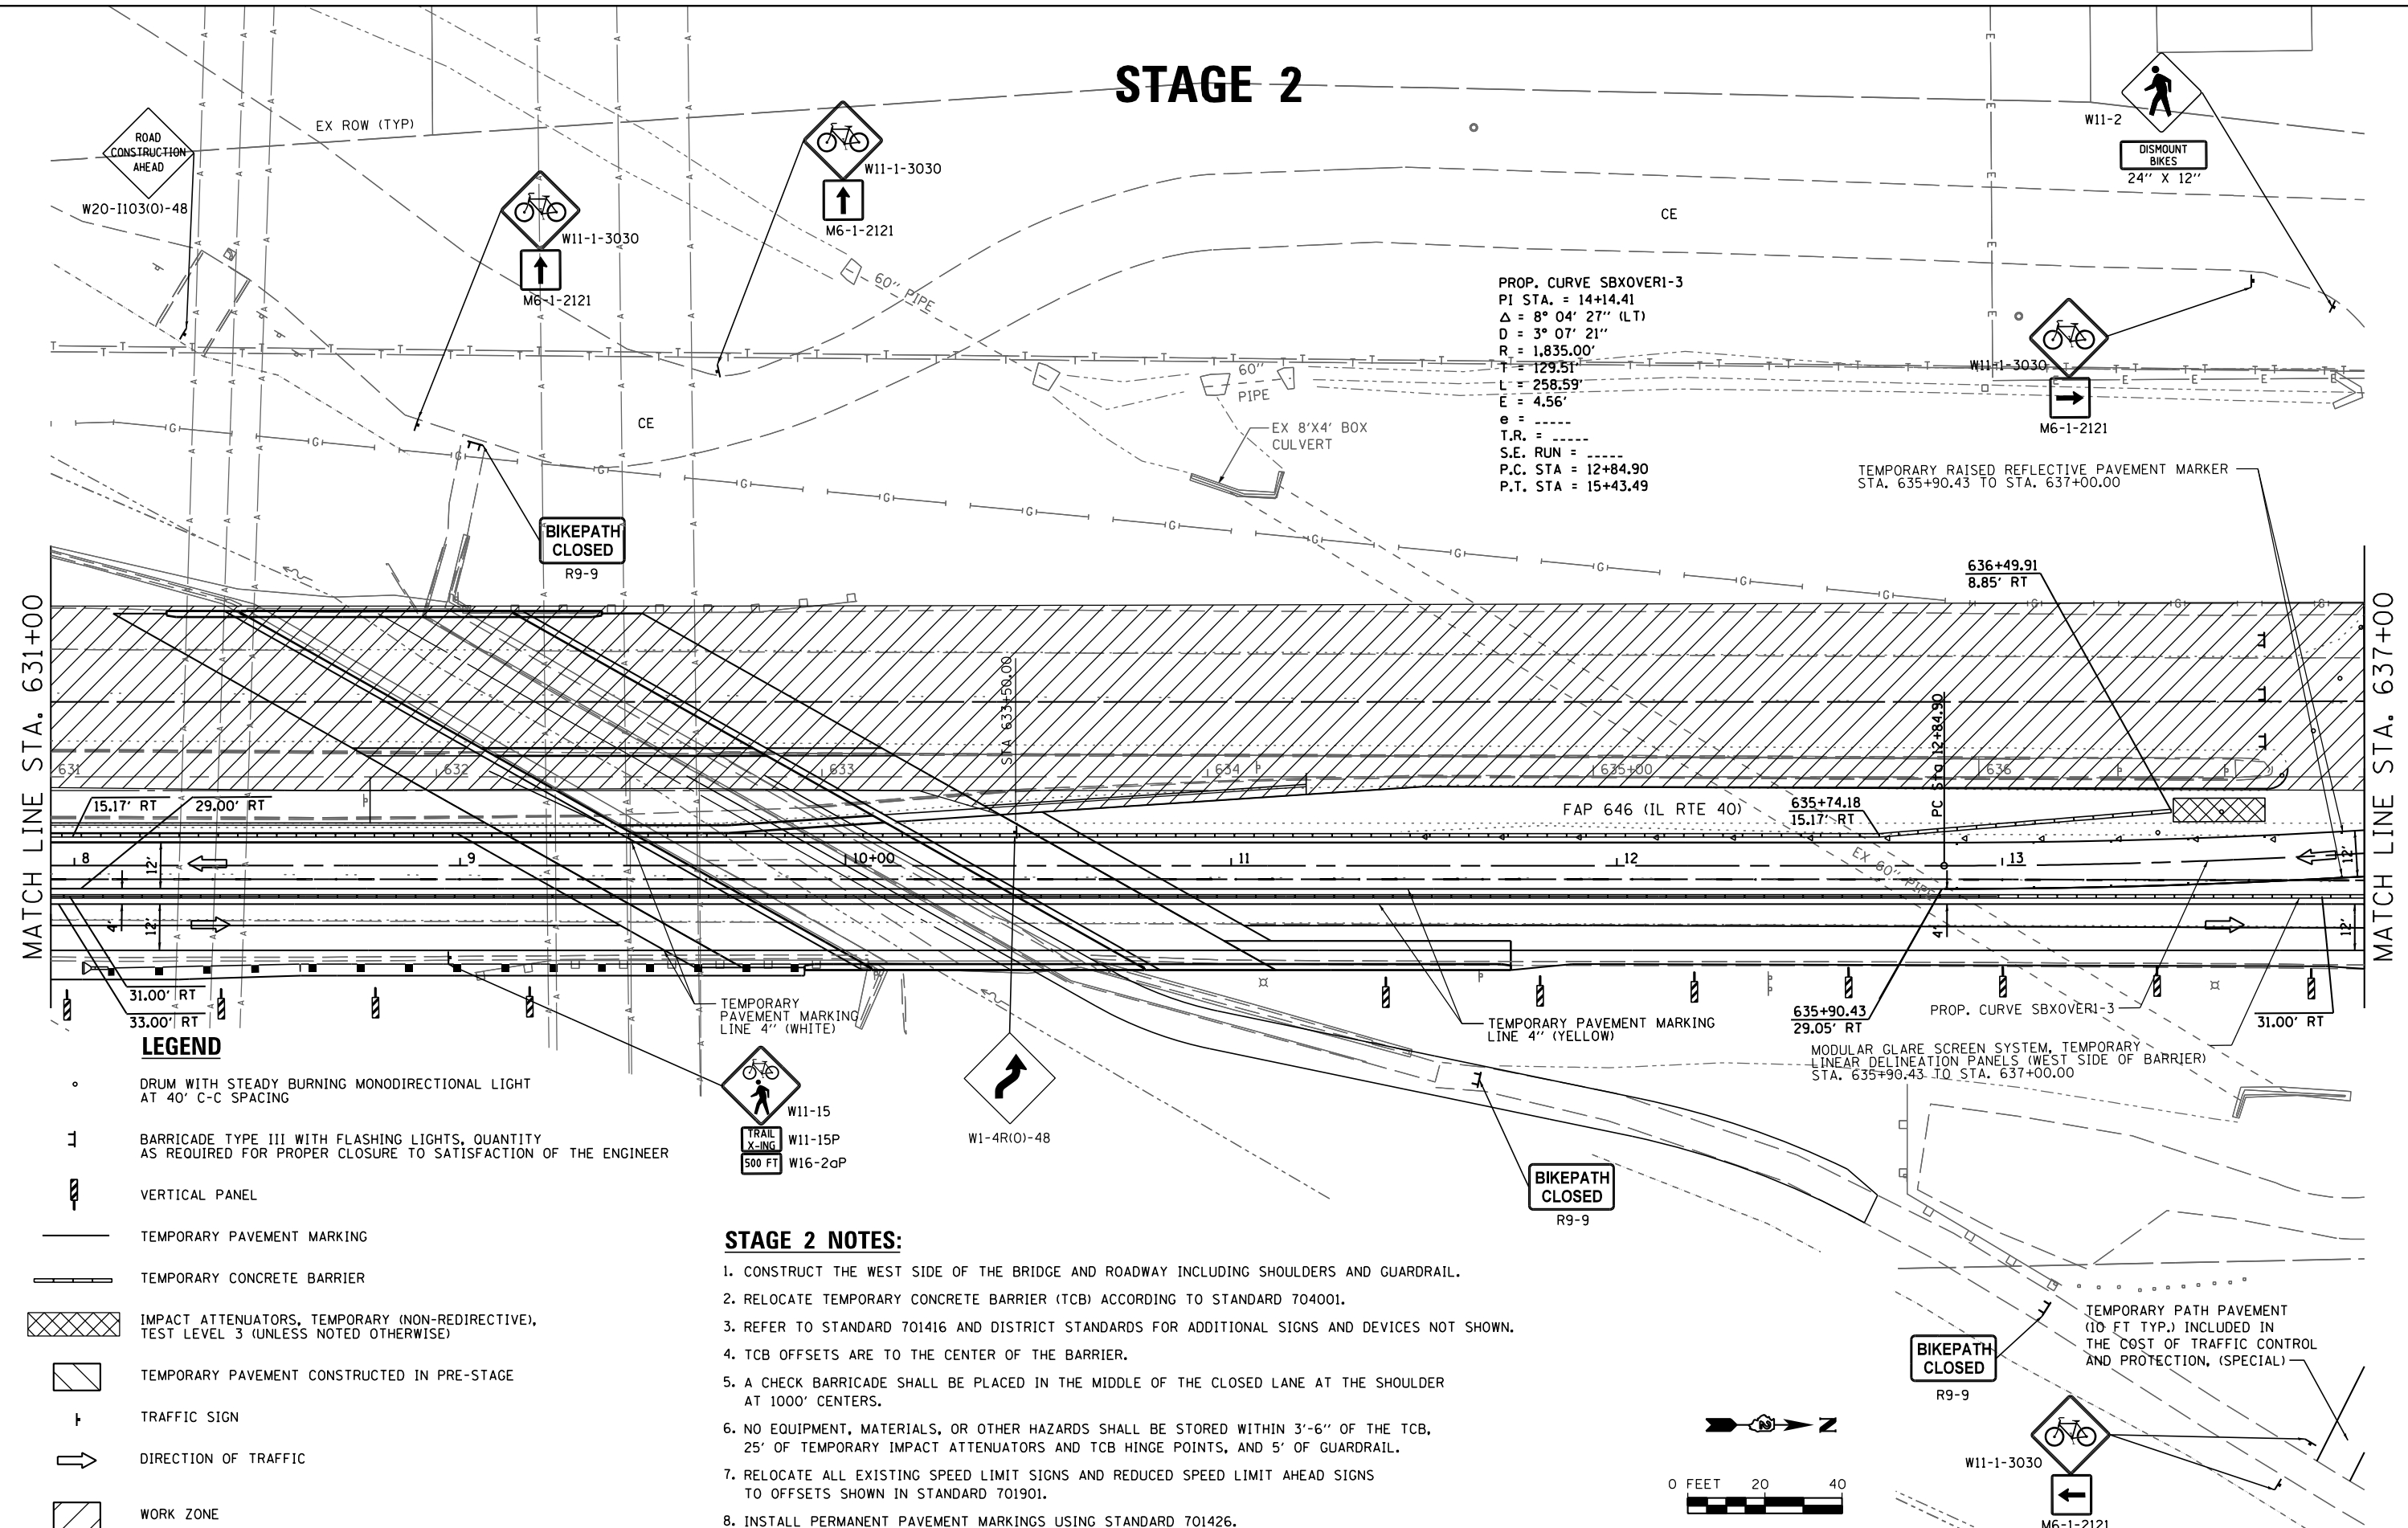 STAGE 2
EX ROW (TYP)
ROAD
CONSTRUCTION
AHEAD
W20-I103(O)-48
W11-1-3030
M6-1-2121
W11-1-3030
M6-1-2121
W11-2
DISMOUNT
BIKES
24" X 12"
CE
CE
60" PIPE
60"
PIPE
EX 8'X4' BOX
CULVERT
PROP. CURVE SBXOVER1-3
PI STA. = 14+14.41
Δ = 8° 04' 27" (LT)
D = 3° 07' 21"
R = 1,835.00'
T = 129.51'
L = 258.59'
E = 4.56'
e = _____
T.R. = _____
S.E. RUN = _____
P.C. STA = 12+84.90
P.T. STA = 15+43.49
W11-1-3030
M6-1-2121
TEMPORARY RAISED REFLECTIVE PAVEMENT MARKER
STA. 635+90.43 TO STA. 637+00.00
BIKEPATH
CLOSED
R9-9
636+49.91
8.85' RT
MATCH LINE STA. 631+00
MATCH LINE STA. 637+00
STA 633+50.00
PC Sta 12+84.90
631
632
633
634
635+00
636
15.17' RT
29.00' RT
FAP 646 (IL RTE 40)
635+74.18
15.17' RT
8
9
10+00
11
12
13
12'
12'
4'
12'
4'
12'
EX 60" PIPE
31.00' RT
33.00' RT
TEMPORARY
PAVEMENT MARKING
LINE 4" (WHITE)
TEMPORARY PAVEMENT MARKING
LINE 4" (YELLOW)
635+90.43
29.05' RT
PROP. CURVE SBXOVER1-3
31.00' RT
MODULAR GLARE SCREEN SYSTEM, TEMPORARY
LINEAR DELINEATION PANELS (WEST SIDE OF BARRIER)
STA. 635+90.43 TO STA. 637+00.00
LEGEND
DRUM WITH STEADY BURNING MONODIRECTIONAL LIGHT
AT 40' C-C SPACING
BARRICADE TYPE III WITH FLASHING LIGHTS, QUANTITY
AS REQUIRED FOR PROPER CLOSURE TO SATISFACTION OF THE ENGINEER
VERTICAL PANEL
TEMPORARY PAVEMENT MARKING
TEMPORARY CONCRETE BARRIER
IMPACT ATTENUATORS, TEMPORARY (NON-REDIRECTIVE),
TEST LEVEL 3 (UNLESS NOTED OTHERWISE)
TEMPORARY PAVEMENT CONSTRUCTED IN PRE-STAGE
TRAFFIC SIGN
DIRECTION OF TRAFFIC
WORK ZONE
W11-15
TRAIL
X-ING
W11-15P
500 FT
W16-2aP
W1-4R(O)-48
BIKEPATH
CLOSED
R9-9
STAGE 2 NOTES:
1. CONSTRUCT THE WEST SIDE OF THE BRIDGE AND ROADWAY INCLUDING SHOULDERS AND GUARDRAIL.
2. RELOCATE TEMPORARY CONCRETE BARRIER (TCB) ACCORDING TO STANDARD 704001.
3. REFER TO STANDARD 701416 AND DISTRICT STANDARDS FOR ADDITIONAL SIGNS AND DEVICES NOT SHOWN.
4. TCB OFFSETS ARE TO THE CENTER OF THE BARRIER.
5. A CHECK BARRICADE SHALL BE PLACED IN THE MIDDLE OF THE CLOSED LANE AT THE SHOULDER
AT 1000' CENTERS.
6. NO EQUIPMENT, MATERIALS, OR OTHER HAZARDS SHALL BE STORED WITHIN 3'-6" OF THE TCB,
25' OF TEMPORARY IMPACT ATTENUATORS AND TCB HINGE POINTS, AND 5' OF GUARDRAIL.
7. RELOCATE ALL EXISTING SPEED LIMIT SIGNS AND REDUCED SPEED LIMIT AHEAD SIGNS
TO OFFSETS SHOWN IN STANDARD 701901.
8. INSTALL PERMANENT PAVEMENT MARKINGS USING STANDARD 701426.
N
0 FEET 20 40
BIKEPATH
CLOSED
R9-9
TEMPORARY PATH PAVEMENT
(10 FT TYP.) INCLUDED IN
THE COST OF TRAFFIC CONTROL
AND PROTECTION, (SPECIAL)
W11-1-3030
M6-1-2121